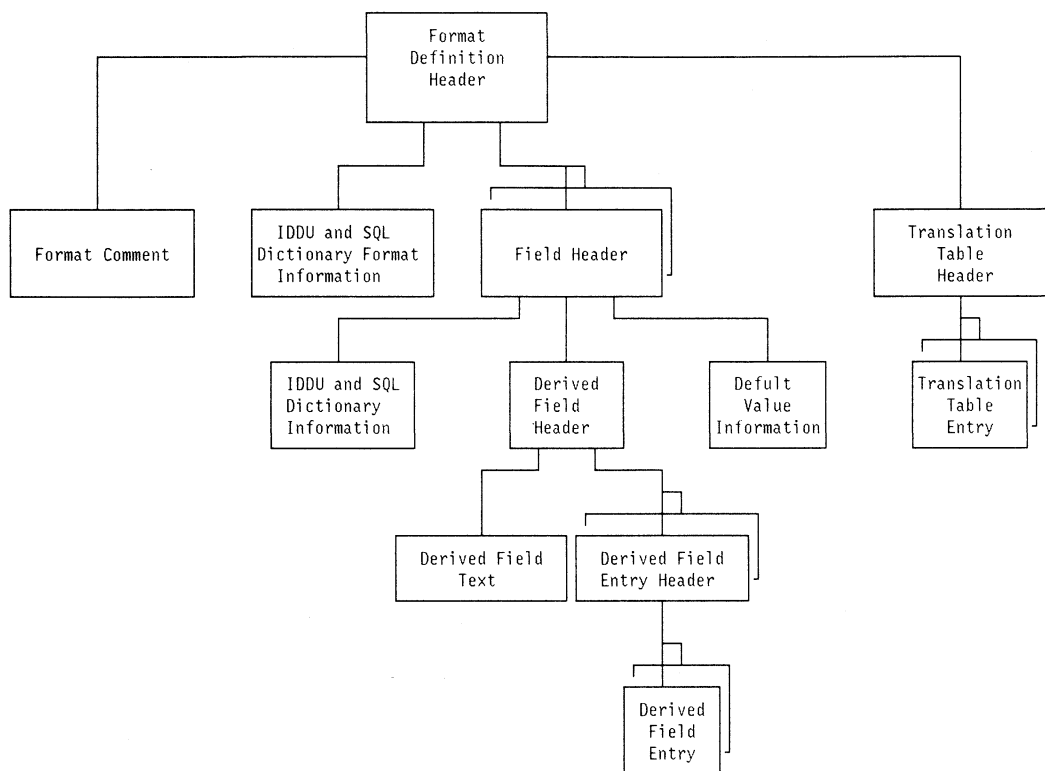 Format
Definition
Header
Format Comment
IDDU and SQL
Dictionary Format
Information
Field Header
Translation
Table
Header
IDDU and SQL
Dictionary
Information
Derived
Field
Header
Defult
Value
Information
Translation
Table
Entry
Derived Field
Text
Derived Field
Entry Header
Derived
Field
Entry